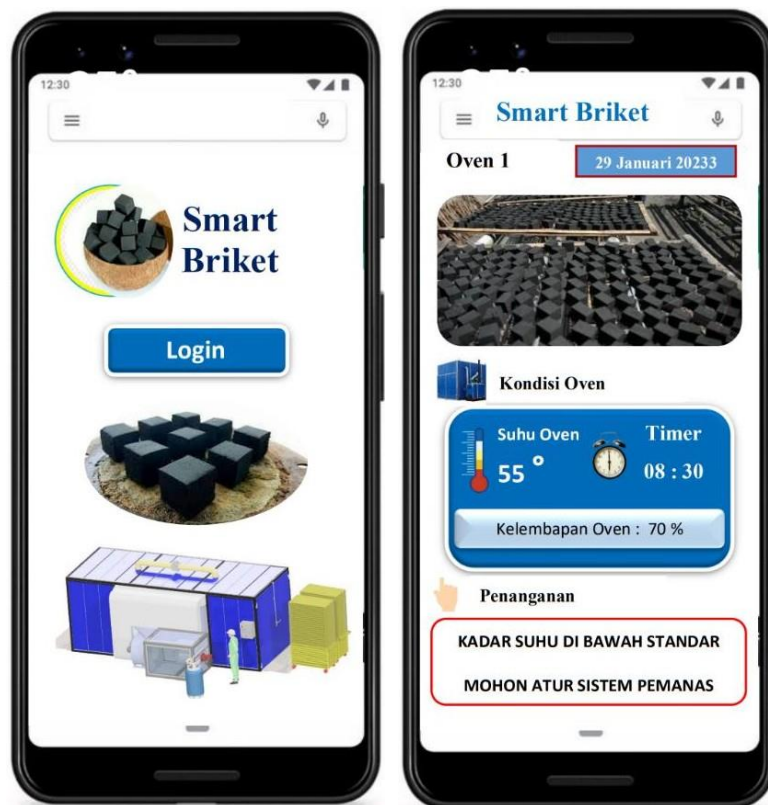 12:30
Smart
Briket
Login
12:30
Smart Briket
Oven 1
29 Januari 20233
Kondisi Oven
Suhu Oven
55 °
Timer
08 : 30
Kelembapan Oven : 70 %
Penanganan
KADAR SUHU DI BAWAH STANDAR
MOHON ATUR SISTEM PEMANAS